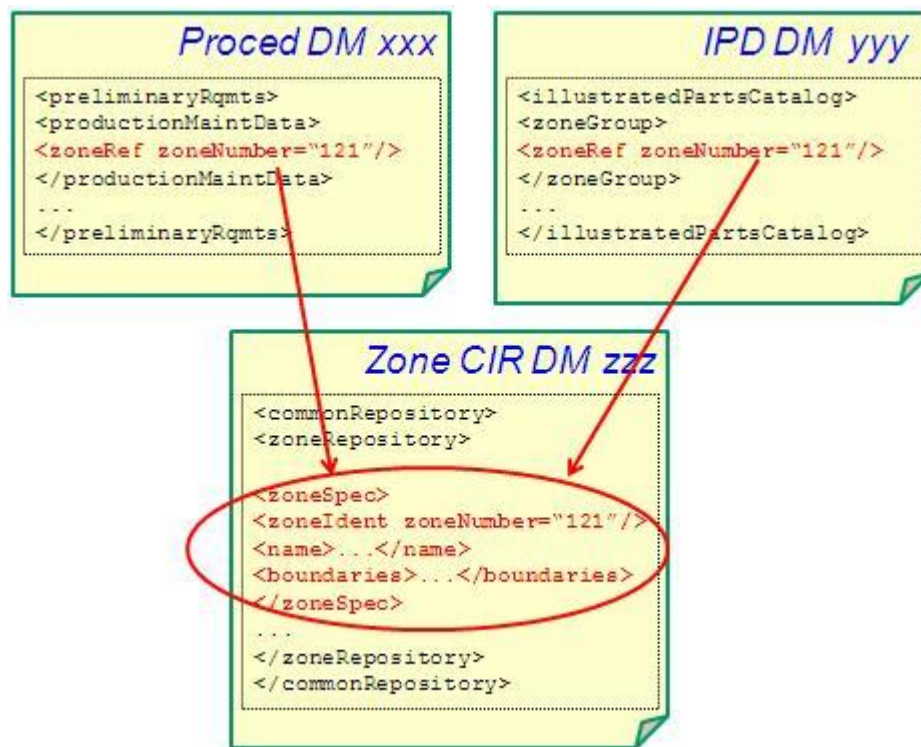 Proced DM xxx
<preliminaryRqmts>
<productionMaintData>
<zoneRef zoneNumber=“121”/>
</productionMaintData>
...
</preliminaryRqmts>
IPD DM yyy
<illustratedPartsCatalog>
<zoneGroup>
<zoneRef zoneNumber=“121”/>
</zoneGroup>
...
</illustratedPartsCatalog>
Zone CIR DM zzz
<commonRepository>
<zoneRepository>
<zoneSpec>
<zoneIdent zoneNumber=“121”/>
<name>...</name>
<boundaries>...</boundaries>
</zoneSpec>
...
</zoneRepository>
</commonRepository>